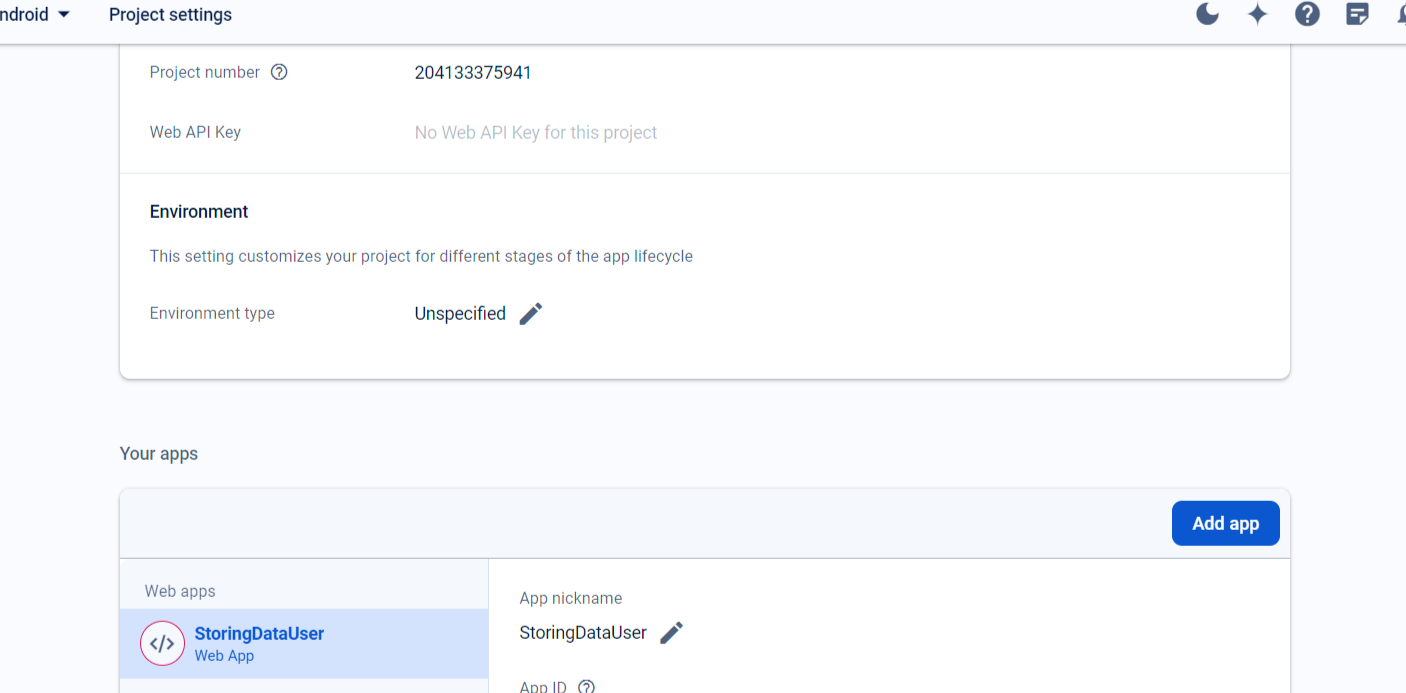 ndroid
Project settings
Project number
204133375941
Web API Key
No Web API Key for this project
Environment
This setting customizes your project for different stages of the app lifecycle
Environment type
Unspecified
Your apps
Add app
Web apps
StoringDataUser
Web App
App nickname
StoringDataUser
App ID